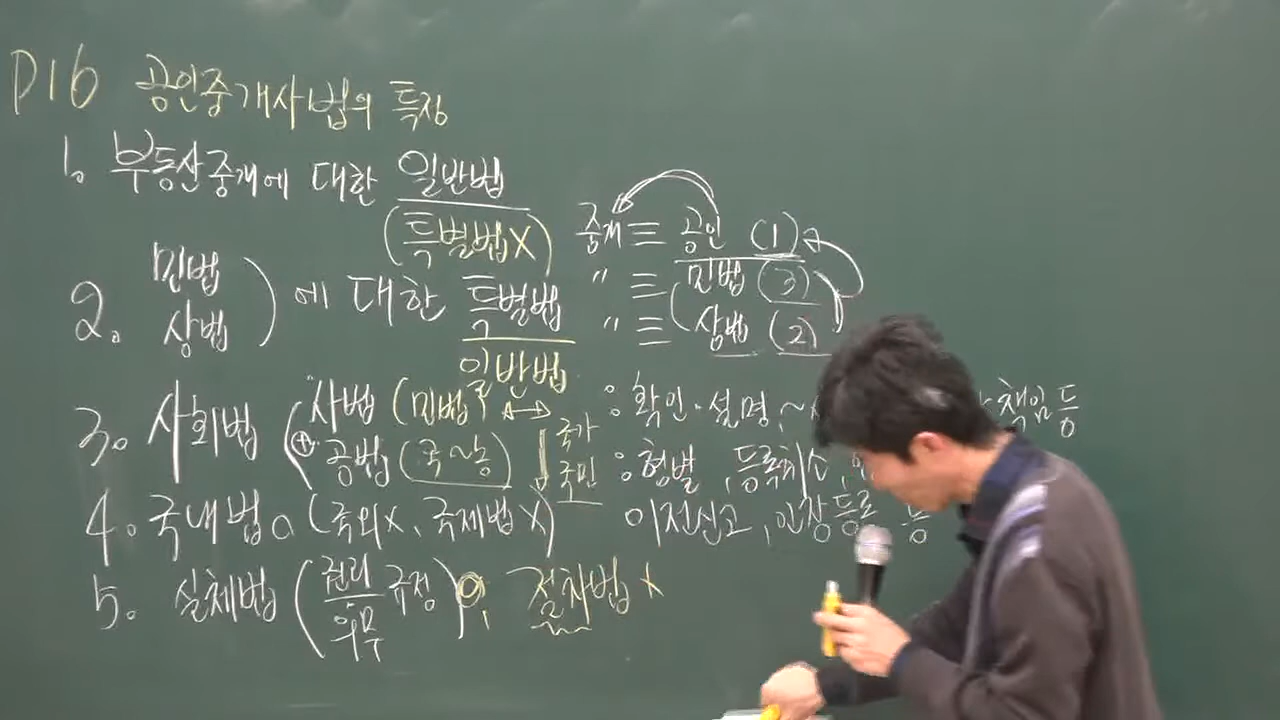 P16 공인중개사법의 특징
1. 부동산중개에 대한 일반법
(특별법X)
중개 ≡ 공인 (1)
2. 민법 상법 ) 에 대한 특별법
일반법
〃 ≡ 민법 (3)
〃 ≡ 상법 (2)
3. 사회법 ( 사법 (민법 ↔ : 확인·설명, ~ 책임 등
⊕ 공법 (국~농) ↓ 국가 국민 : 형벌, 등록취소,
4. 국내법 O (국외X, 국제법 X) 이전신고, 인장등록 등
5. 실체법 ( 권리 의무 규정 ) O, 절차법 X